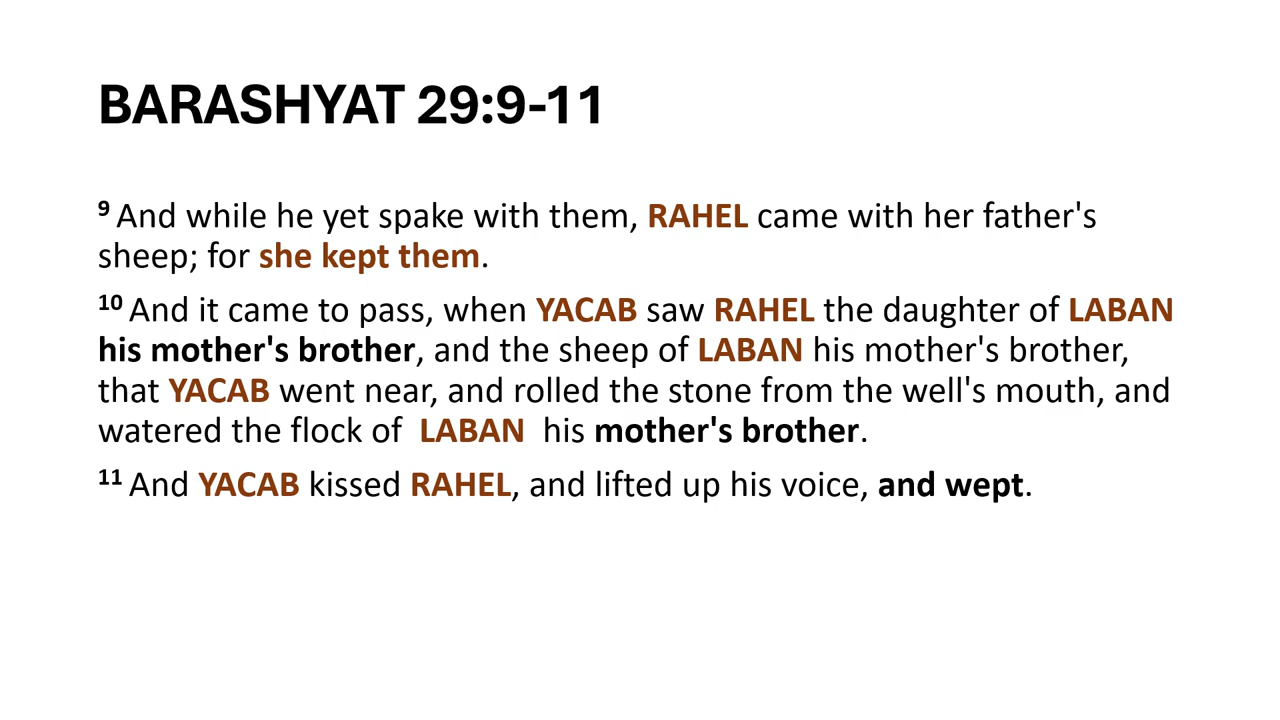 BARASHYAT 29:9-11
9 And while he yet spake with them, RAHEL came with her father's
sheep; for she kept them.
10 And it came to pass, when YACAB saw RAHEL the daughter of LABAN
his mother's brother, and the sheep of LABAN his mother's brother,
that YACAB went near, and rolled the stone from the well's mouth, and
watered the flock of  LABAN  his mother's brother.
11 And YACAB kissed RAHEL, and lifted up his voice, and wept.